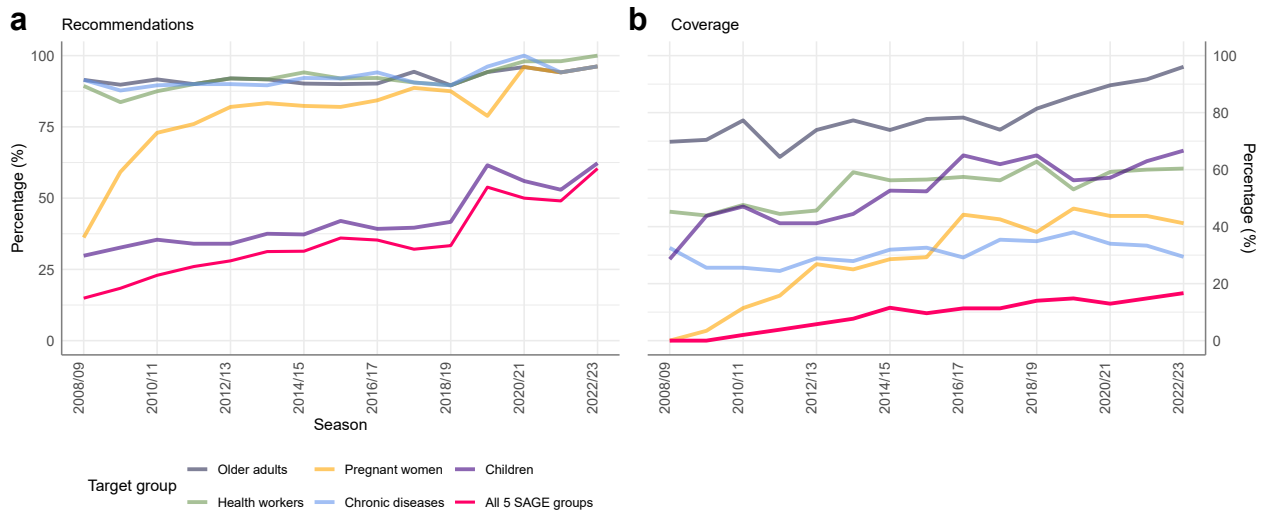 a
Recommendations
100
75
50
25
0
Percentage (%)
2008/09
2010/11
2012/13
2014/15
2016/17
2018/19
2020/21
2022/23
Season
b
Coverage
100
80
60
40
20
0
Percentage (%)
2008/09
2010/11
2012/13
2014/15
2016/17
2018/19
2020/21
2022/23
Target group
Older adults
Pregnant women
Children
Health workers
Chronic diseases
All 5 SAGE groups